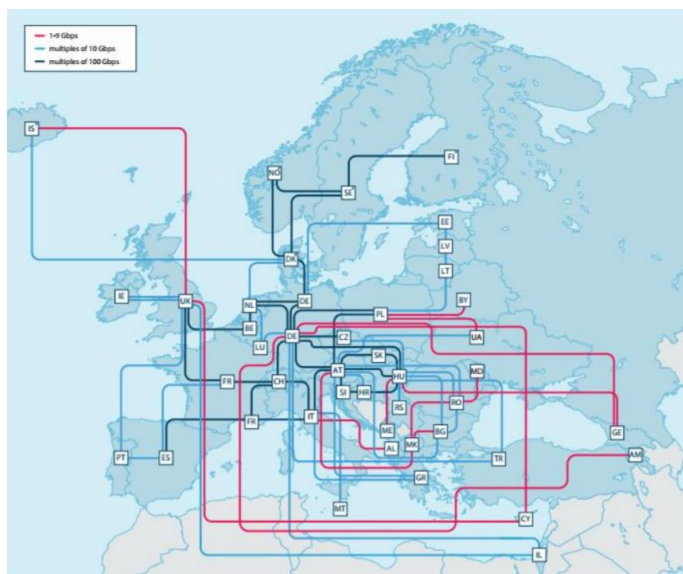 1-9 Gbps
multiples of 10 Gbps
multiples of 100 Gbps
IS
NO
FI
SE
EE
DK
LV
LT
IE
UK
NL
DE
BY
PL
BE
DE
CZ
UA
LU
SK
AT
HU
MD
FR
CH
SI
HR
RO
RS
FR
IT
ME
BG
GE
MK
AL
AM
PT
ES
TR
GR
MT
CY
IL